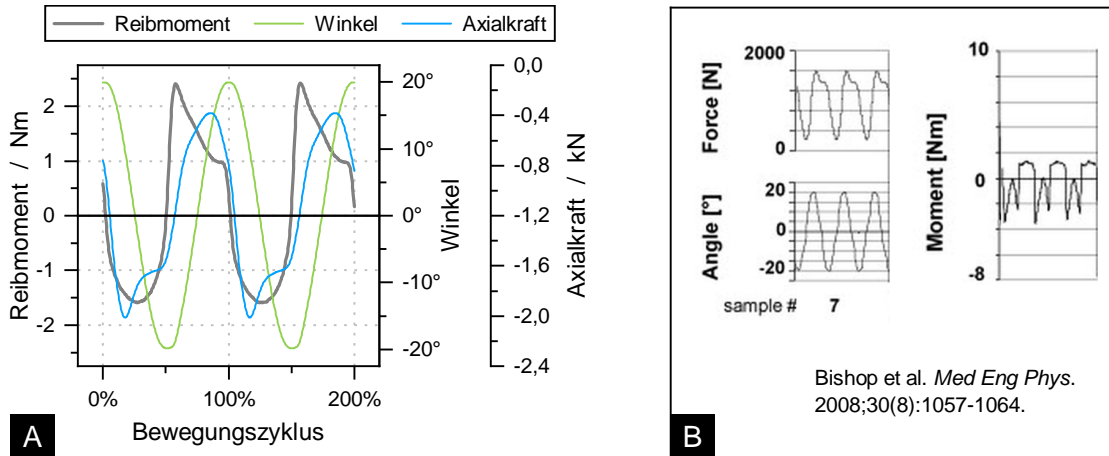 Reibmoment Winkel Axialkraft
Reibmoment / Nm
2
1
0
-1
-2
20°
10°
0°
-10°
-20°
Winkel
0,0
-0,4
-0,8
-1,2
-1,6
-2,0
-2,4
Axialkraft / kN
0% 100% 200%
Bewegungszyklus
A
Force [N]
2000
0
Angle [°]
20
0
-20
sample # 7
Moment [Nm]
10
0
-8
Bishop et al. Med Eng Phys.
2008;30(8):1057-1064.
B